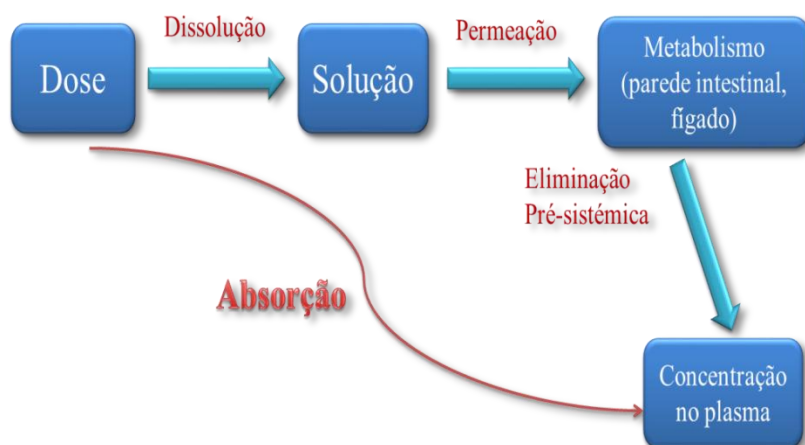 Dissolução
Permeação
Dose
Solução
Metabolismo
(parede intestinal,
fígado)
Eliminação
Pré-sistémica
Absorção
Concentração
no plasma